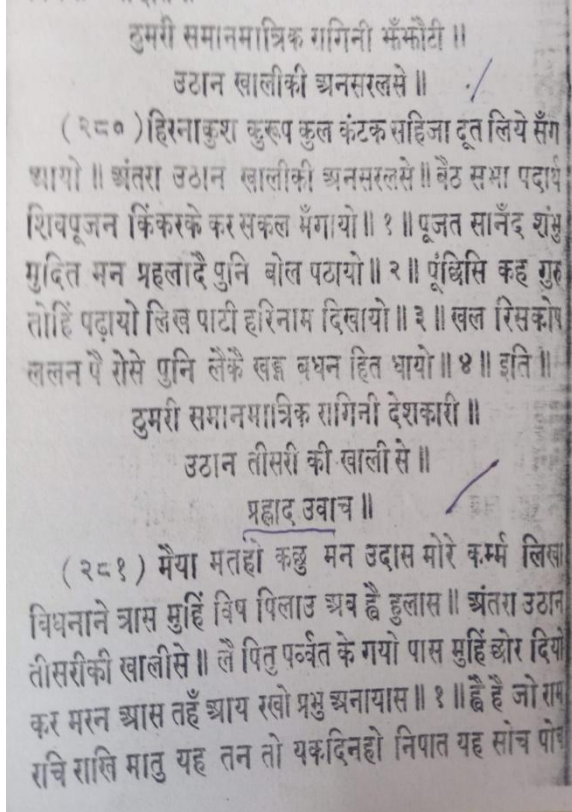 ठुमरी समानमात्रिक रागिनी झँझौटी ॥
उठान खालीकी अनसरलसे ॥
(२८०) हिरनाकुश कुरूप कुल कंटक सहिजा दूत लिये सँग
आयो ॥ अंतरा उठान खालीकी अनसरलसे ॥ बैठ सभा पदार्थ
शिवपूजन किंकरके कर सकल मँगायो ॥ १ ॥ पूजत सानँद शंभु
मुदित मन प्रहलादै पुनि बोल पठायो ॥ २ ॥ पूंछिसि कह गुरु
तोहिं पढ़ायो लिख पाटी हरिनाम दिखायो ॥ ३ ॥ खल रिसकोप
ललन पै रोसे पुनि लैकै खड्ग बधन हित धायो ॥ ४ ॥ इति ॥
ठुमरी समानमात्रिक रागिनी देशकारी ॥
उठान तीसरी की खाली से ॥
प्रह्लाद उवाच ॥
(२८१) मैया मतहो कछु मन उदास मोरे कर्म्म लिखा
बिधनाने त्रास मुहिं बिष पिलाउ अब ह्वै हुलास ॥ अंतरा उठान
तीसरीकी खालीसे ॥ लै पितु पर्व्वत के गयो पास मुहिं छोर दियो
कर मरन आस तहँ आय रखो प्रभु अनायास ॥ १ ॥ ह्वै है जो राम
रचि राखि मातु यह तन तो यकदिनहो निपात यह सोच पोच